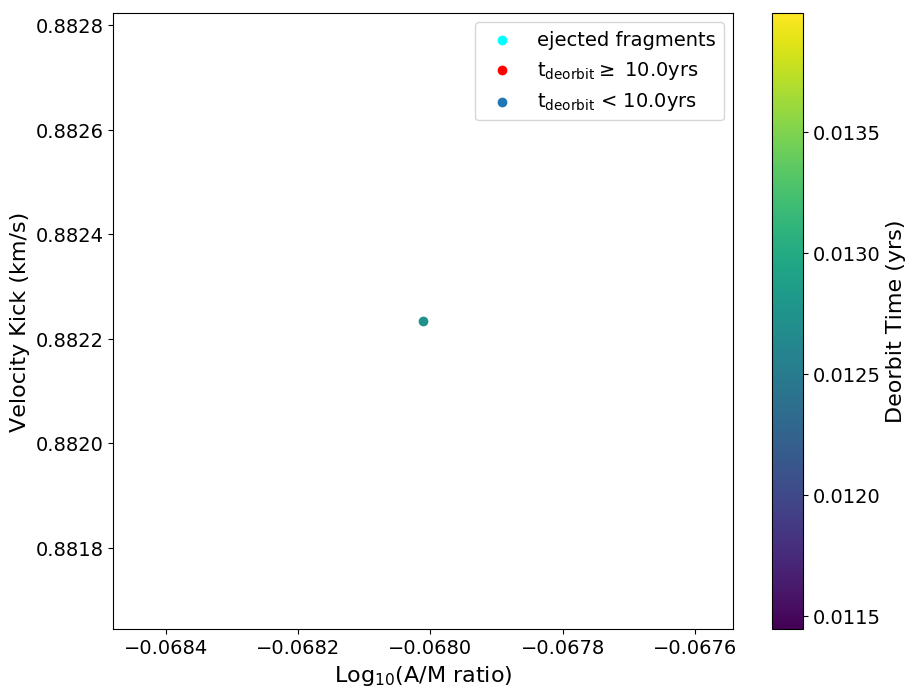 0.8828
0.8826
0.8824
0.8822
0.8820
0.8818
Velocity Kick (km/s)
ejected fragments
t_deorbit ≥ 10.0yrs
t_deorbit < 10.0yrs
−0.0684
−0.0682
−0.0680
−0.0678
−0.0676
Log₁₀(A/M ratio)
0.0135
0.0130
0.0125
0.0120
0.0115
Deorbit Time (yrs)